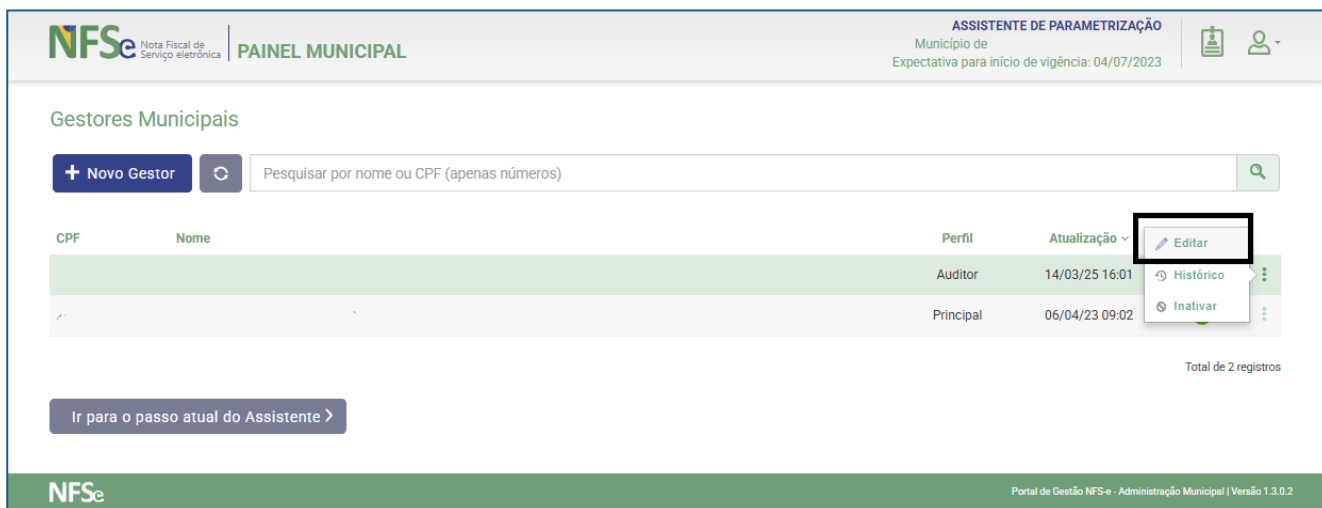 NFSe Nota Fiscal de Serviço eletrônica PAINEL MUNICIPAL
ASSISTENTE DE PARAMETRIZAÇÃO
Município de
Expectativa para início de vigência: 04/07/2023
Gestores Municipais
+ Novo Gestor
Pesquisar por nome ou CPF (apenas números)
CPF Nome Perfil Atualização
Editar
Auditor 14/03/25 16:01
Histórico
Principal 06/04/23 09:02
Inativar
Total de 2 registros
Ir para o passo atual do Assistente >
NFSe
Portal de Gestão NFS-e - Administração Municipal | Versão 1.3.0.2